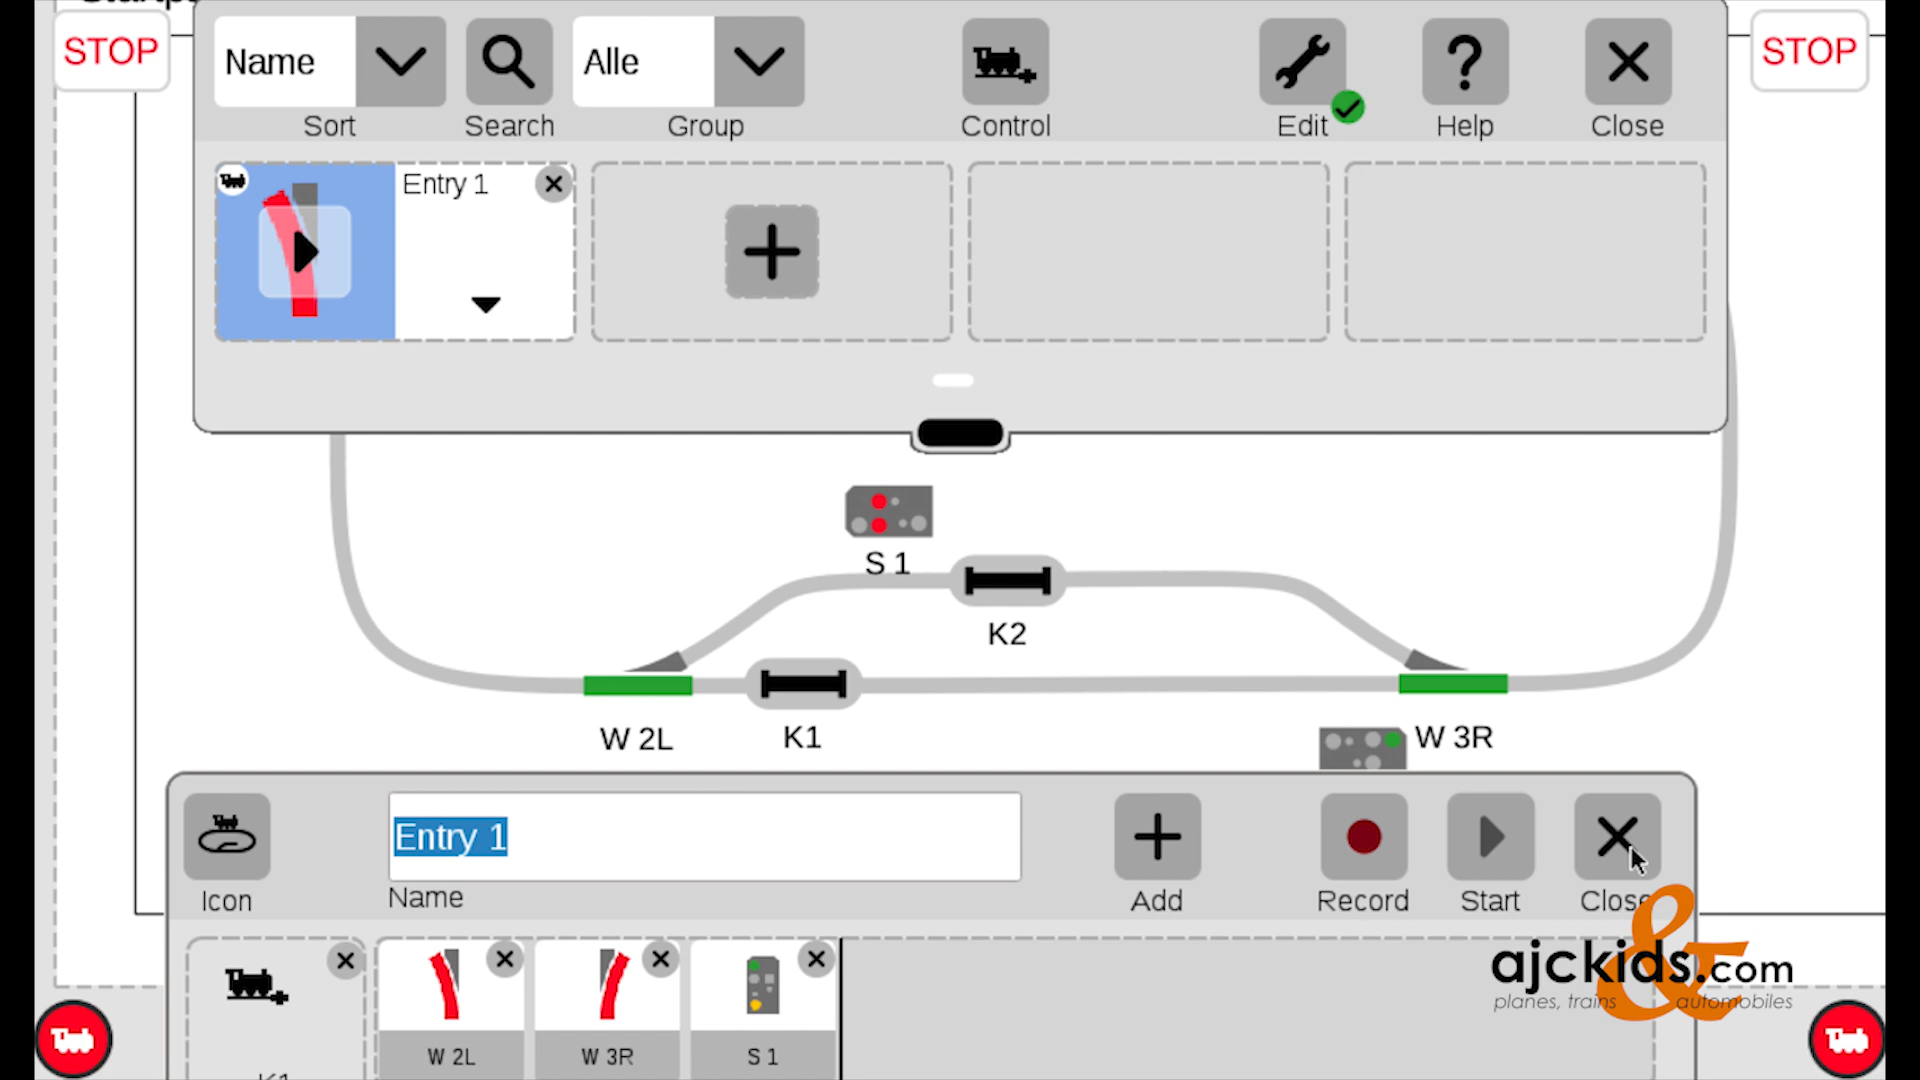 STOP
STOP
Name
Alle
Sort
Search
Group
Control
Edit
Help
Close
Entry 1
S 1
K2
W 2L
K1
W 3R
Entry 1
Icon
Name
Add
Record
Start
Close
ajckids.com
planes, trains & automobiles
W 2L
W 3R
S 1